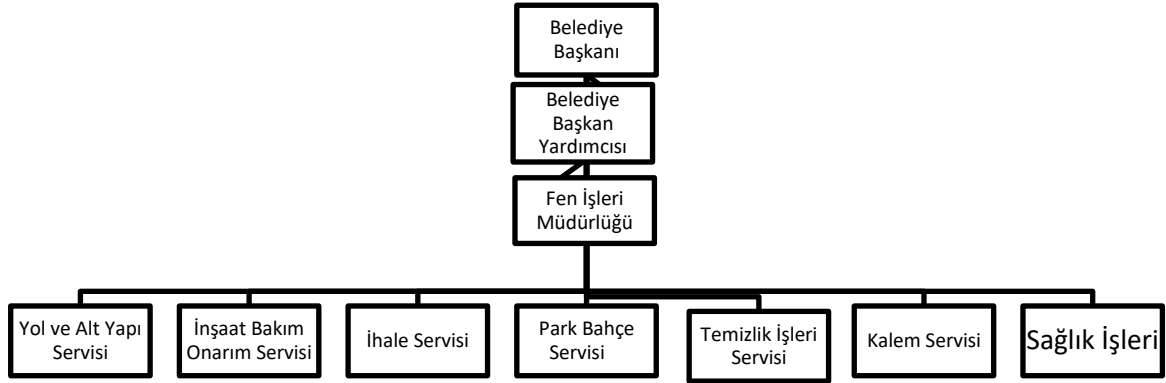 Belediye
Başkanı
Belediye
Başkan
Yardımcısı
Fen İşleri
Müdürlüğü
Yol ve Alt Yapı
Servisi
İnşaat Bakım
Onarım Servisi
İhale Servisi
Park Bahçe
Servisi
Temizlik İşleri
Servisi
Kalem Servisi
Sağlık İşleri